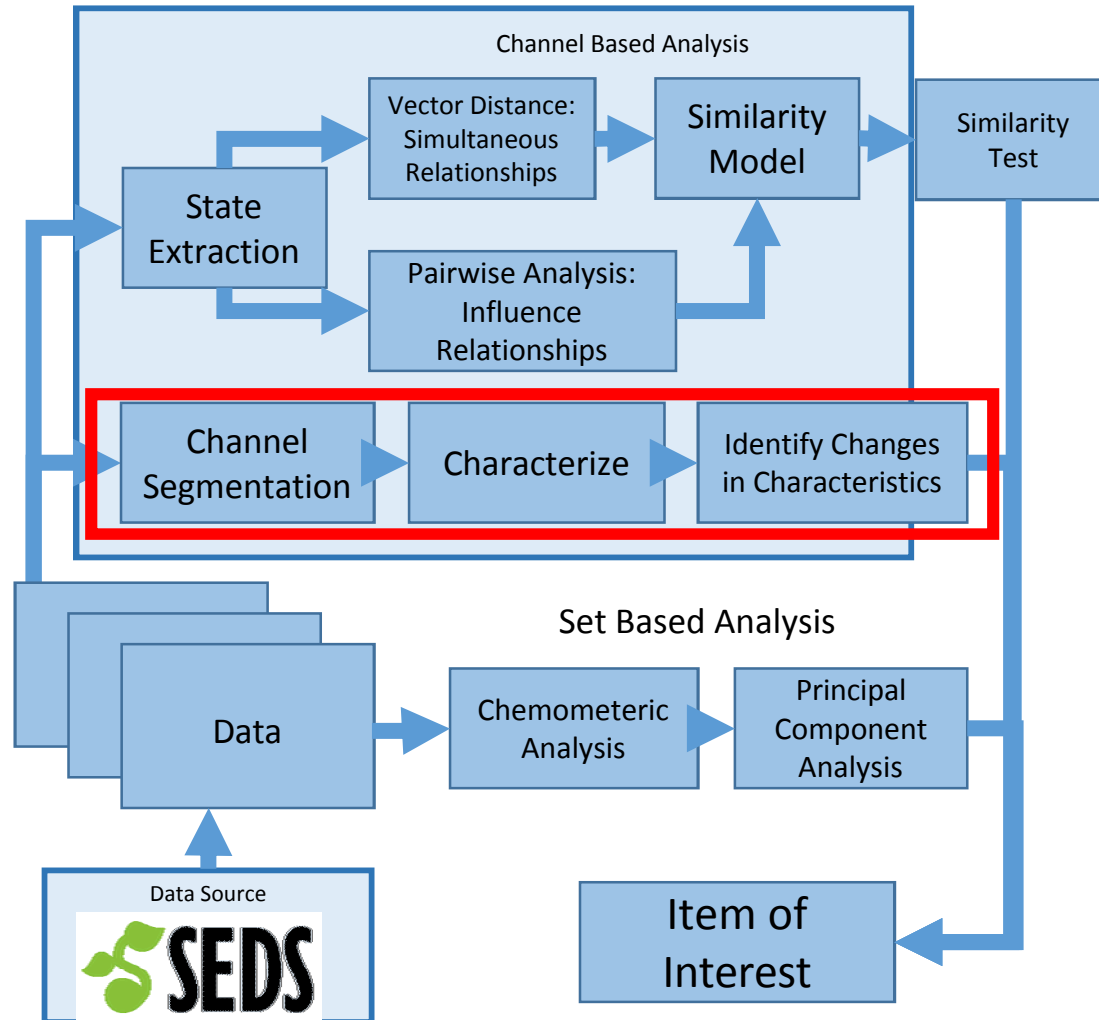 Channel Based Analysis
Vector Distance:
Simultaneous
Relationships
Similarity
Model
Similarity
Test
State
Extraction
Pairwise Analysis:
Influence
Relationships
Channel
Segmentation
Characterize
Identify Changes
in Characteristics
Set Based Analysis
Data
Chemometeric
Analysis
Principal
Component
Analysis
Data Source
SEDS
Item of
Interest